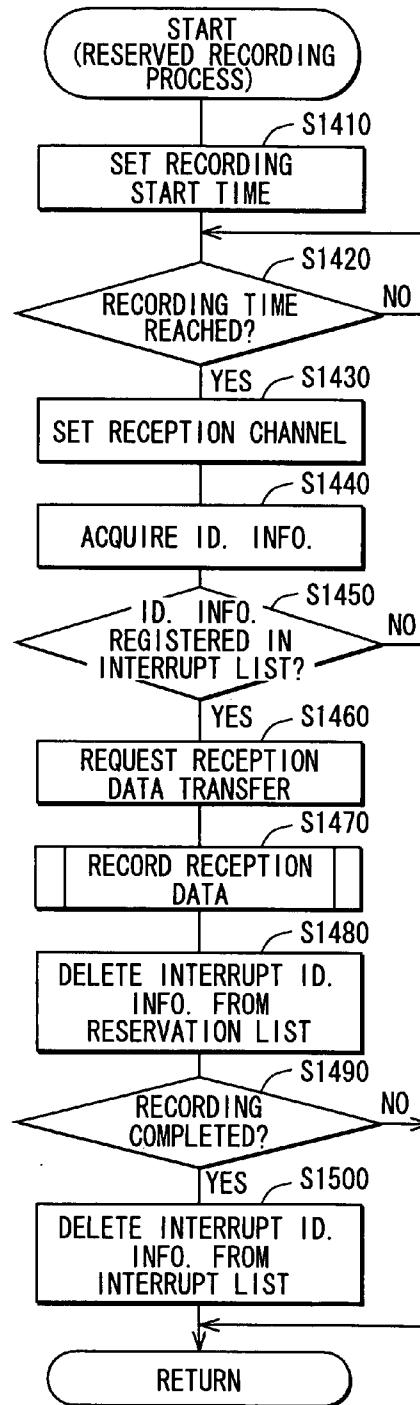 START
(RESERVED RECORDING
PROCESS)
S1410
SET RECORDING
START TIME
S1420
RECORDING TIME
REACHED?
NO
YES
S1430
SET RECEPTION CHANNEL
S1440
ACQUIRE ID. INFO.
S1450
ID. INFO.
REGISTERED IN
INTERRUPT LIST?
NO
YES
S1460
REQUEST RECEPTION
DATA TRANSFER
S1470
RECORD RECEPTION
DATA
S1480
DELETE INTERRUPT ID.
INFO. FROM
RESERVATION LIST
S1490
RECORDING
COMPLETED?
NO
YES
S1500
DELETE INTERRUPT ID.
INFO. FROM
INTERRUPT LIST
RETURN